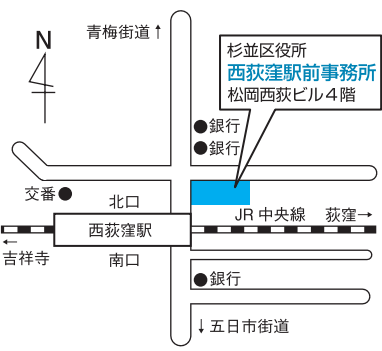 青梅街道↑
N
杉並区役所
西荻窪駅前事務所
松岡西荻ビル4階
●銀行
●銀行
交番●
北口
JR中央線
荻窪→
西荻窪駅
←
吉祥寺
南口
●銀行
↓五日市街道